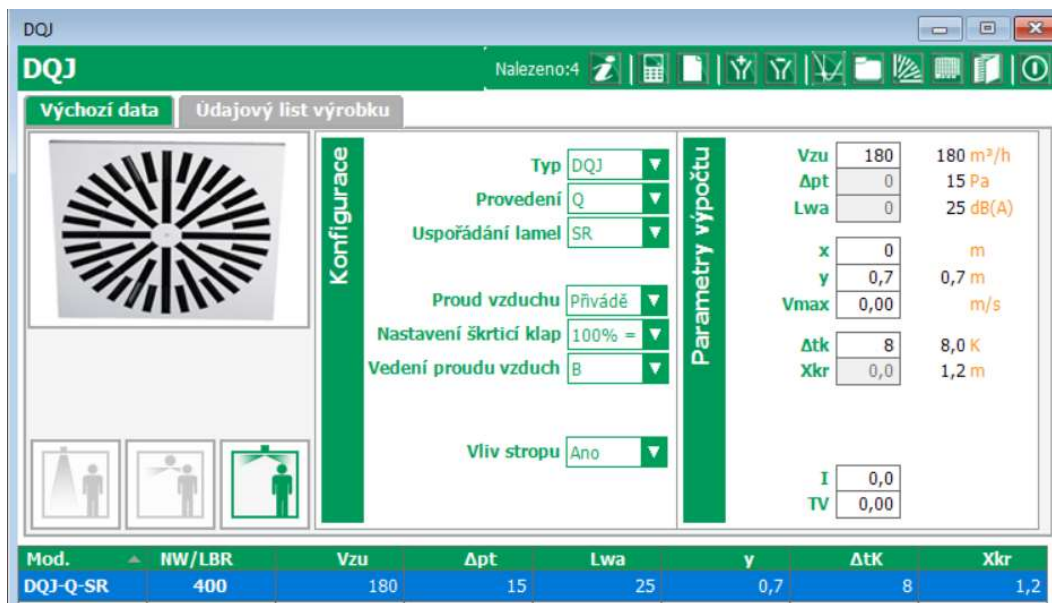 DQJ
DQJ
Nalezeno:4
Výchozí data
Údajový list výrobku
Konfigurace
Typ DQJ
Provedení Q
Uspořádání lamel SR
Proud vzduchu Přivádě
Nastavení škrticí klap 100% =
Vedení proudu vzduch B
Vliv stropu Ano
Parametry výpočtu
Vzu 180 180 m³/h
Δpt 0 15 Pa
Lwa 0 25 dB(A)
x 0 m
y 0,7 0,7 m
Vmax 0,00 m/s
Δtk 8 8,0 K
Xkr 0,0 1,2 m
I 0,0
TV 0,00
Mod. NW/LBR Vzu Δpt Lwa y ΔtK Xkr
DQJ-Q-SR 400 180 15 25 0,7 8 1,2